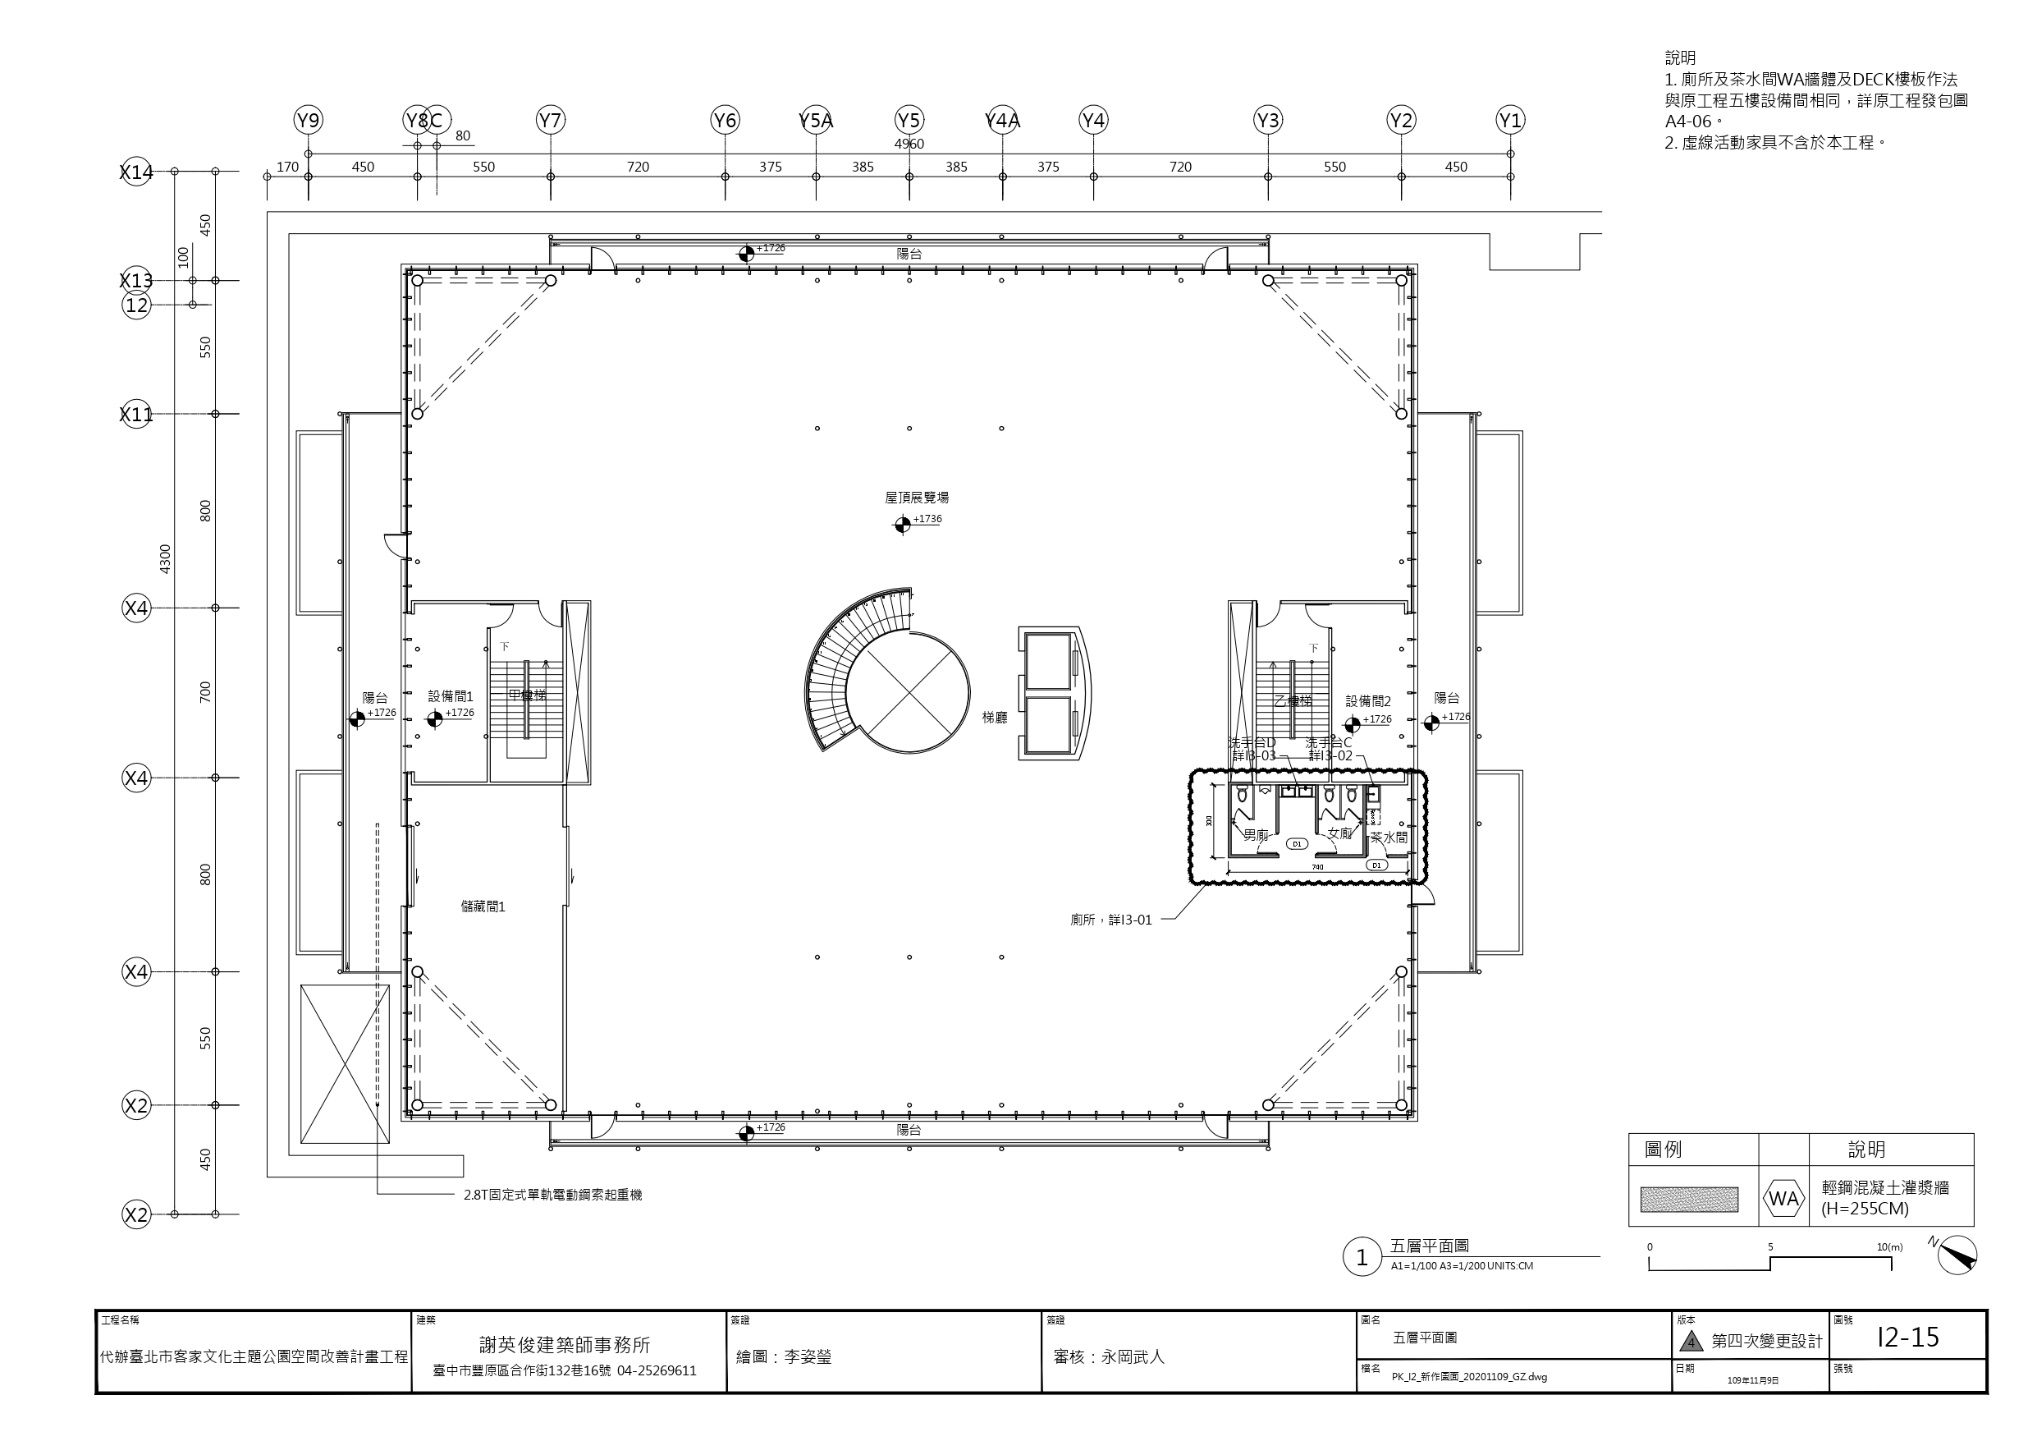 說明
1. 廁所及茶水間WA牆體及DECK樓板作法
與原工程五樓設備間相同，詳原工程發包圖
A4-06。
2. 虛線活動家具不含於本工程。
Y9 Y8 C Y7 Y6 Y5A Y5 Y4A Y4 Y3 Y2 Y1
80
4960
170 450 550 720 375 385 385 375 720 550 450
X14
450
100
X13
12
550
X11
800
4300
X4
700
X4
800
X4
550
X2
450
X2
+1726
陽台
屋頂展覽場
+1736
下
下
陽台
+1726
設備間1
+1726
甲樓梯
梯廳
乙樓梯
設備間2
+1726
陽台
+1726
洗手台D
詳I3-03
洗手台C
詳I3-02
300
男廁
女廁
茶水間
D1
D1
740
儲藏間1
廁所，詳I3-01
+1726
陽台
2.8T固定式單軌電動鋼索起重機
圖例 說明
WA
輕鋼混凝土灌漿牆
(H=255CM)
1
五層平面圖
A1=1/100 A3=1/200 UNITS:CM
0 5 10(m)
N
工程名稱
代辦臺北市客家文化主題公園空間改善計畫工程
建築
謝英俊建築師事務所
臺中市豐原區合作街132巷16號 04-25269611
簽證
繪圖：李姿瑩
簽證
審核：永岡武人
圖名
五層平面圖
檔名
PK_I2_新作圖面_20201109_GZ.dwg
版本
4
第四次變更設計
日期
109年11月9日
圖號
I2-15
張號